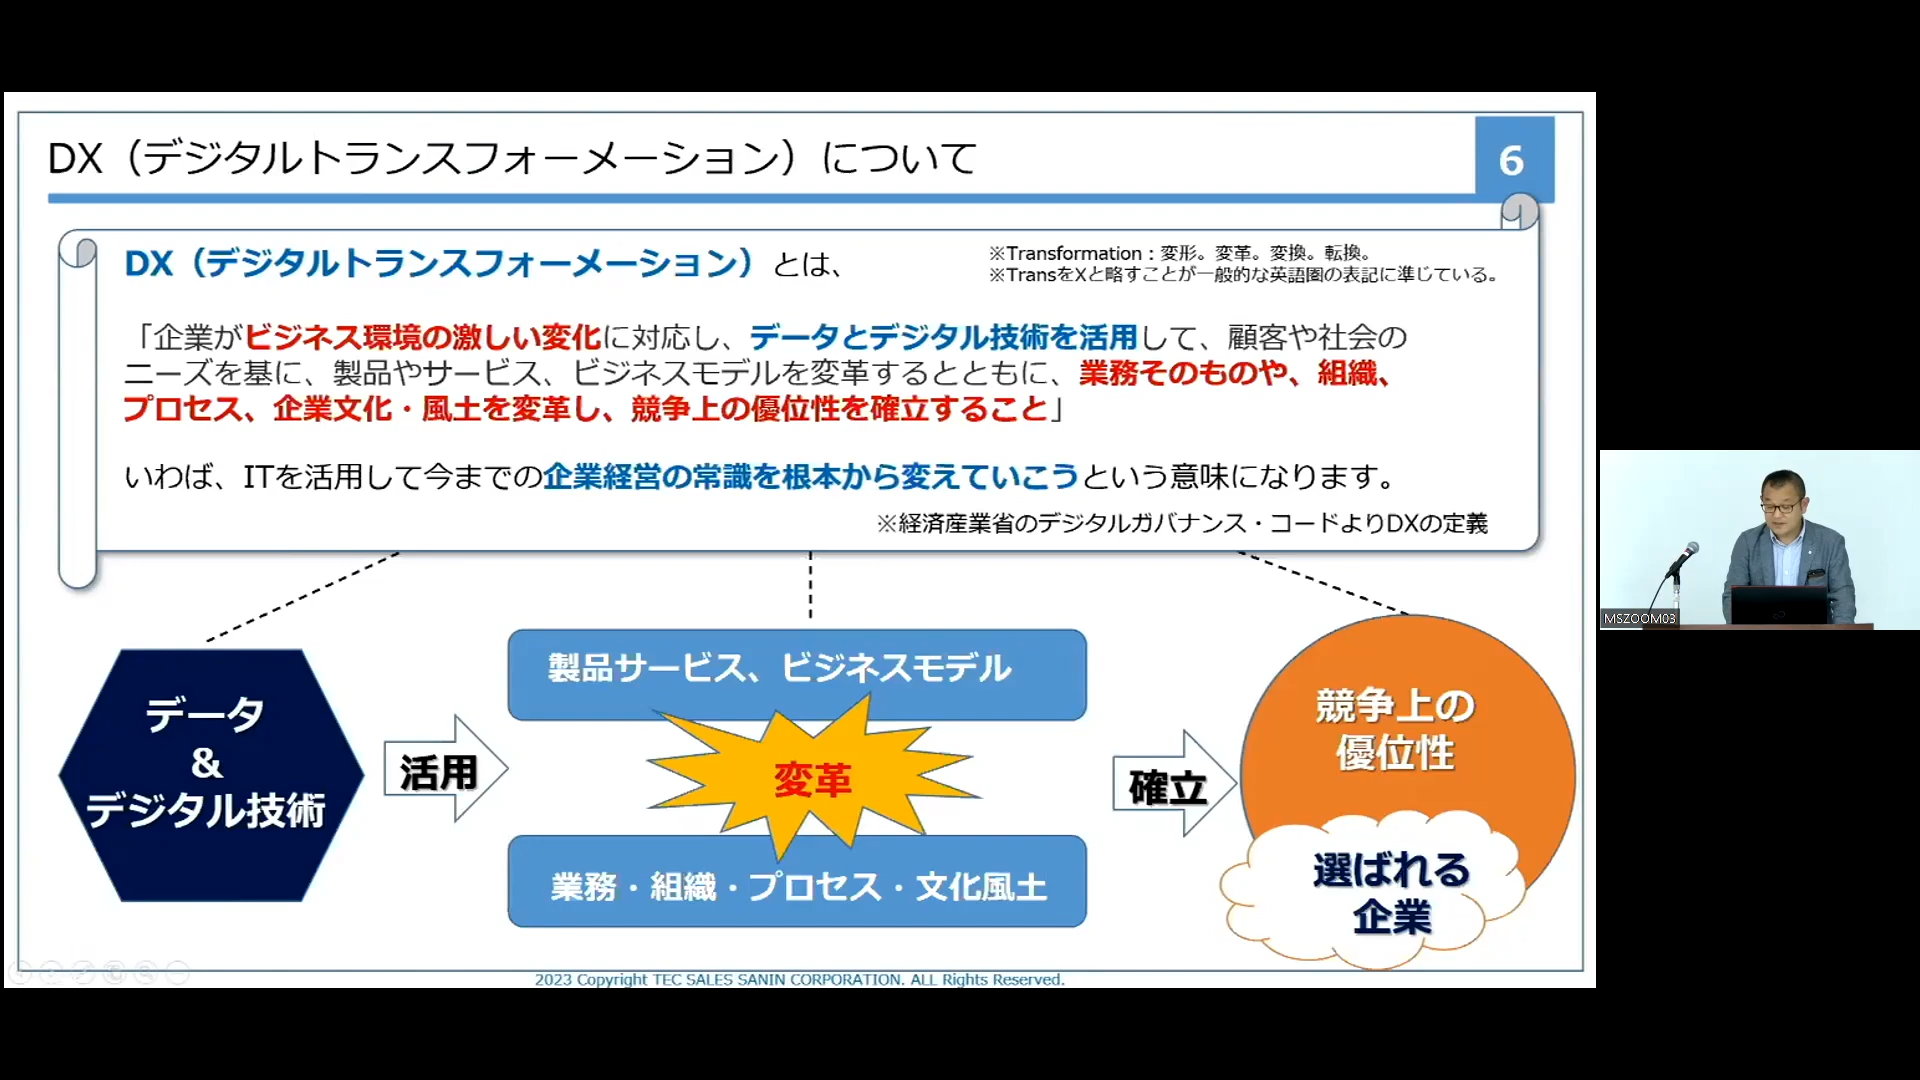 DX（デジタルトランスフォーメーション）について
6
DX（デジタルトランスフォーメーション）とは、
※Transformation：変形。変革。変換。転換。
※TransをXと略すことが一般的な英語圏の表記に準じている。
「企業がビジネス環境の激しい変化に対応し、データとデジタル技術を活用して、顧客や社会の
ニーズを基に、製品やサービス、ビジネスモデルを変革するとともに、業務そのものや、組織、
プロセス、企業文化・風土を変革し、競争上の優位性を確立すること」
いわば、ITを活用して今までの企業経営の常識を根本から変えていこうという意味になります。
※経済産業省のデジタルガバナンス・コードよりDXの定義
データ
&
デジタル技術
活用
製品サービス、ビジネスモデル
変革
業務・組織・プロセス・文化風土
確立
競争上の
優位性
選ばれる
企業
2023 Copyright TEC SALES SANIN CORPORATION. ALL Rights Reserved.
MSZOOM03